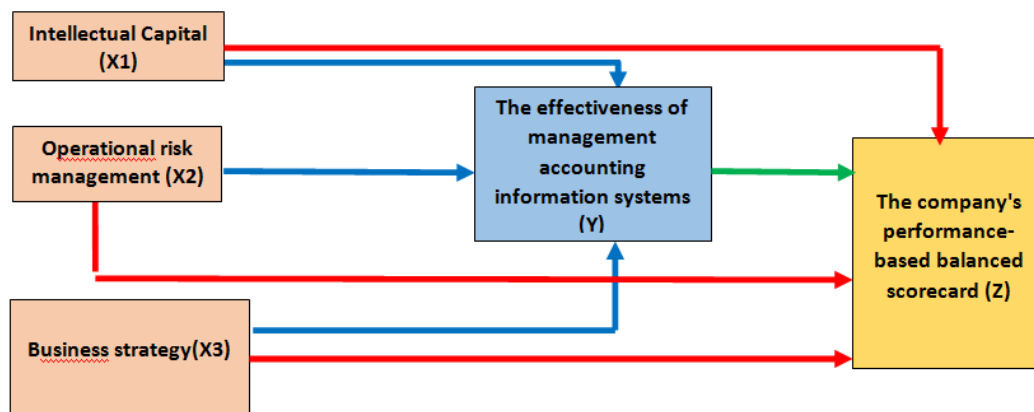 Intellectual Capital
(X1)
Operational risk
management (X2)
Business strategy(X3)
The effectiveness of
management
accounting
information systems
(Y)
The company's
performance-
based balanced
scorecard (Z)